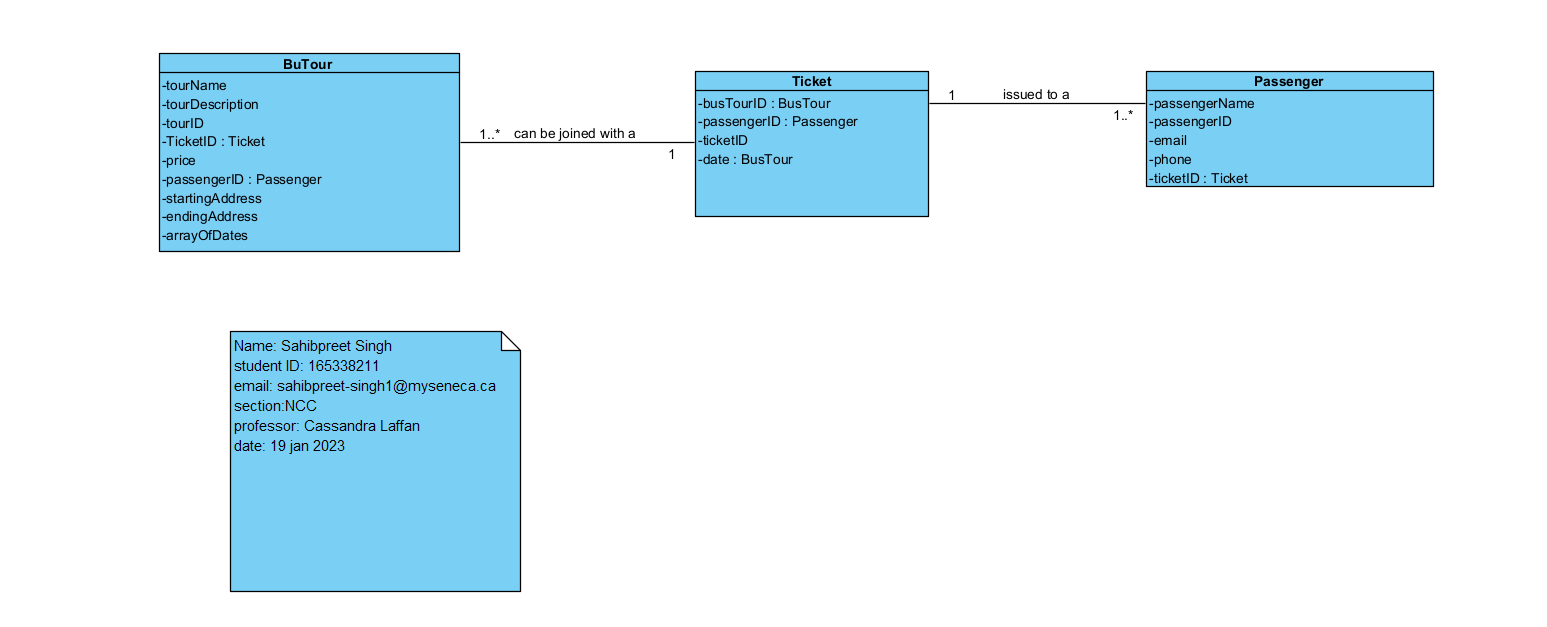 BuTour
-tourName
-tourDescription
-tourID
-TicketID : Ticket
-price
-passengerID : Passenger
-startingAddress
-endingAddress
-arrayOfDates
1..* can be joined with a
1
Ticket
-busTourID : BusTour
-passengerID : Passenger
-ticketID
-date : BusTour
1 issued to a
1..*
Passenger
-passengerName
-passengerID
-email
-phone
-ticketID : Ticket
Name: Sahibpreet Singh
student ID: 165338211
email: sahibpreet-singh1@myseneca.ca
section:NCC
professor: Cassandra Laffan
date: 19 jan 2023